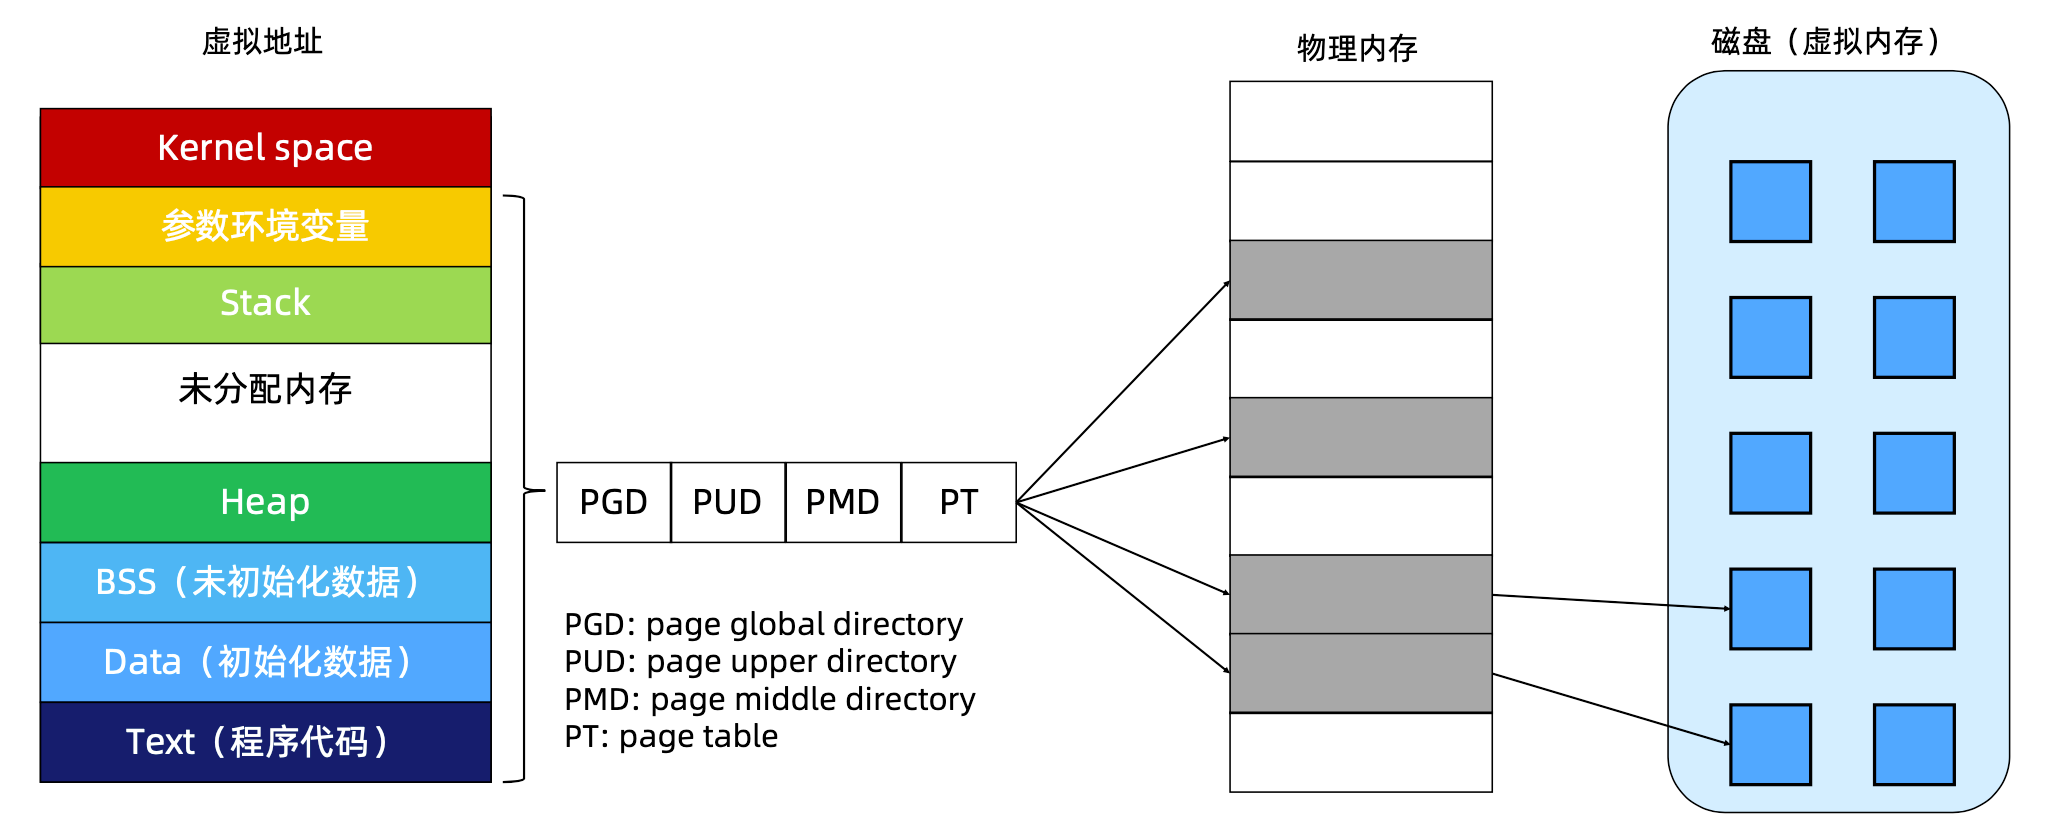 虚拟地址
Kernel space
参数环境变量
Stack
未分配内存
Heap
BSS（未初始化数据）
Data（初始化数据）
Text（程序代码）
PGD
PUD
PMD
PT
PGD: page global directory
PUD: page upper directory
PMD: page middle directory
PT: page table
物理内存
磁盘（虚拟内存）